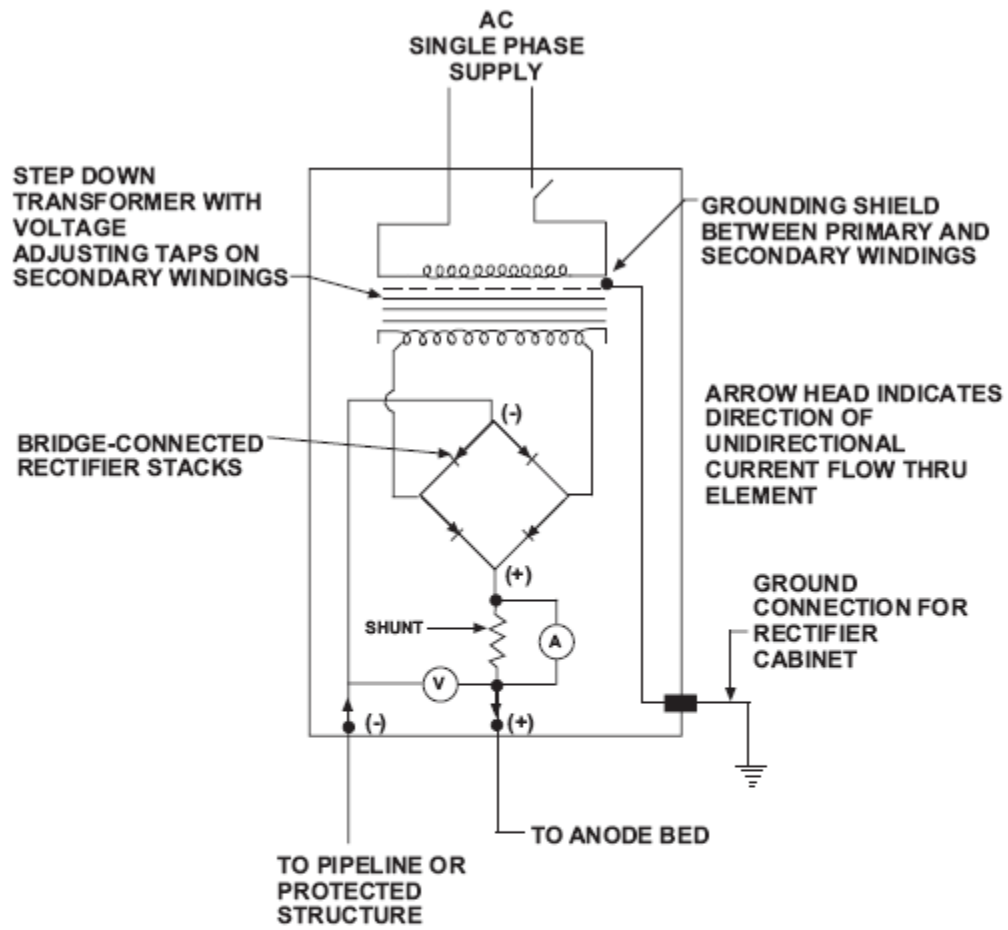 AC
SINGLE PHASE
SUPPLY
STEP DOWN
TRANSFORMER WITH
VOLTAGE
ADJUSTING TAPS ON
SECONDARY WINDINGS
GROUNDING SHIELD
BETWEEN PRIMARY AND
SECONDARY WINDINGS
ARROW HEAD INDICATES
DIRECTION OF
UNIDIRECTIONAL
CURRENT FLOW THRU
ELEMENT
(-)
BRIDGE-CONNECTED
RECTIFIER STACKS
(+)
GROUND
CONNECTION FOR
RECTIFIER
CABINET
SHUNT
A
V
(-)
(+)
TO ANODE BED
TO PIPELINE OR
PROTECTED
STRUCTURE